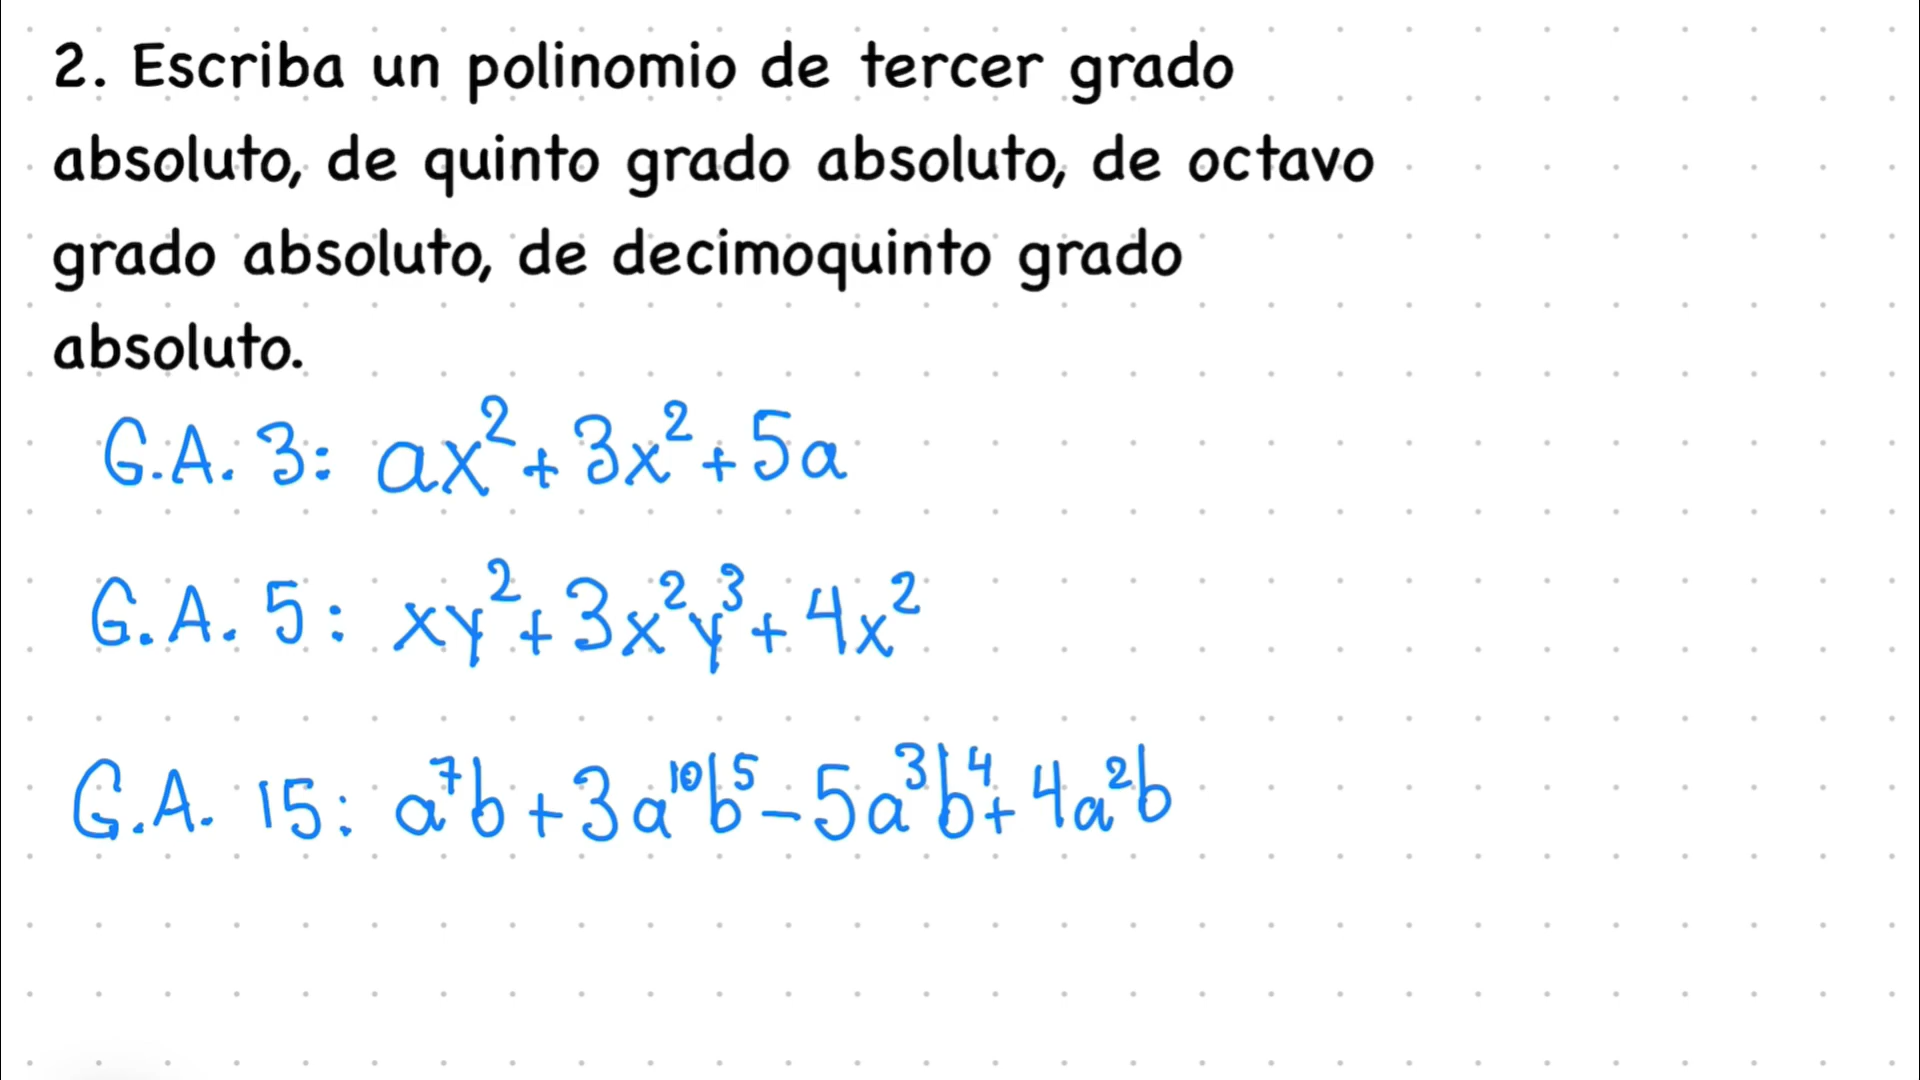 2. Escriba un polinomio de tercer grado
absoluto, de quinto grado absoluto, de octavo
grado absoluto, de decimoquinto grado
absoluto.
G.A. 3: ax² + 3x² + 5a
G.A. 5: xy² + 3x²y³ + 4x²
G.A. 15: a⁷b + 3a¹⁰b⁵ − 5a³b⁴ + 4a²b